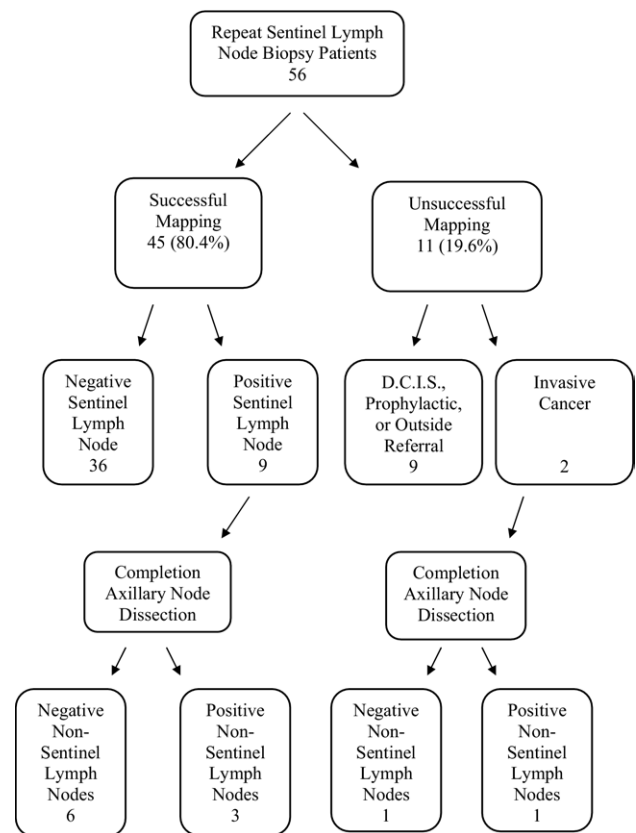 Repeat Sentinel Lymph
Node Biopsy Patients
56
Successful
Mapping
45 (80.4%)
Unsuccessful
Mapping
11 (19.6%)
Negative
Sentinel
Lymph
Node
36
Positive
Sentinel
Lymph
Node
9
D.C.I.S.,
Prophylactic,
or Outside
Referral
9
Invasive
Cancer
2
Completion
Axillary Node
Dissection
Completion
Axillary Node
Dissection
Negative
Non-
Sentinel
Lymph
Nodes
6
Positive
Non-
Sentinel
Lymph
Nodes
3
Negative
Non-
Sentinel
Lymph
Nodes
1
Positive
Non-
Sentinel
Lymph
Nodes
1